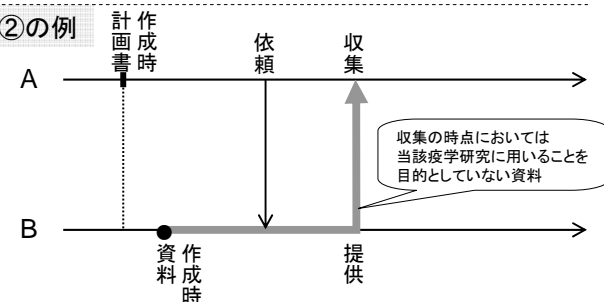 ②の例
計画書
作成時
依頼
収集
A
収集の時点においては
当該疫学研究に用いることを
目的としていない資料
B
資料
作成時
提供